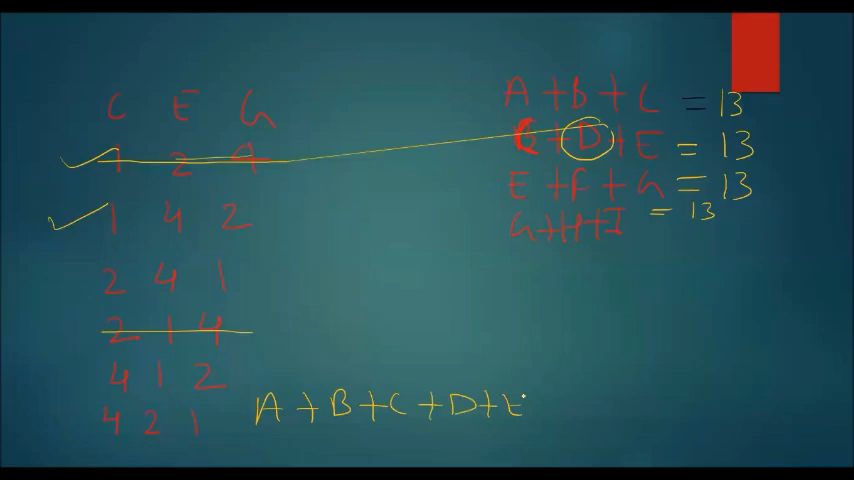 C E G
1 2 4
1 4 2
2 4 1
2 1 4
4 1 2
4 2 1
A + B + C = 13
C + D + E = 13
E + F + G = 13
G + H + I = 13
A + B + C + D + E